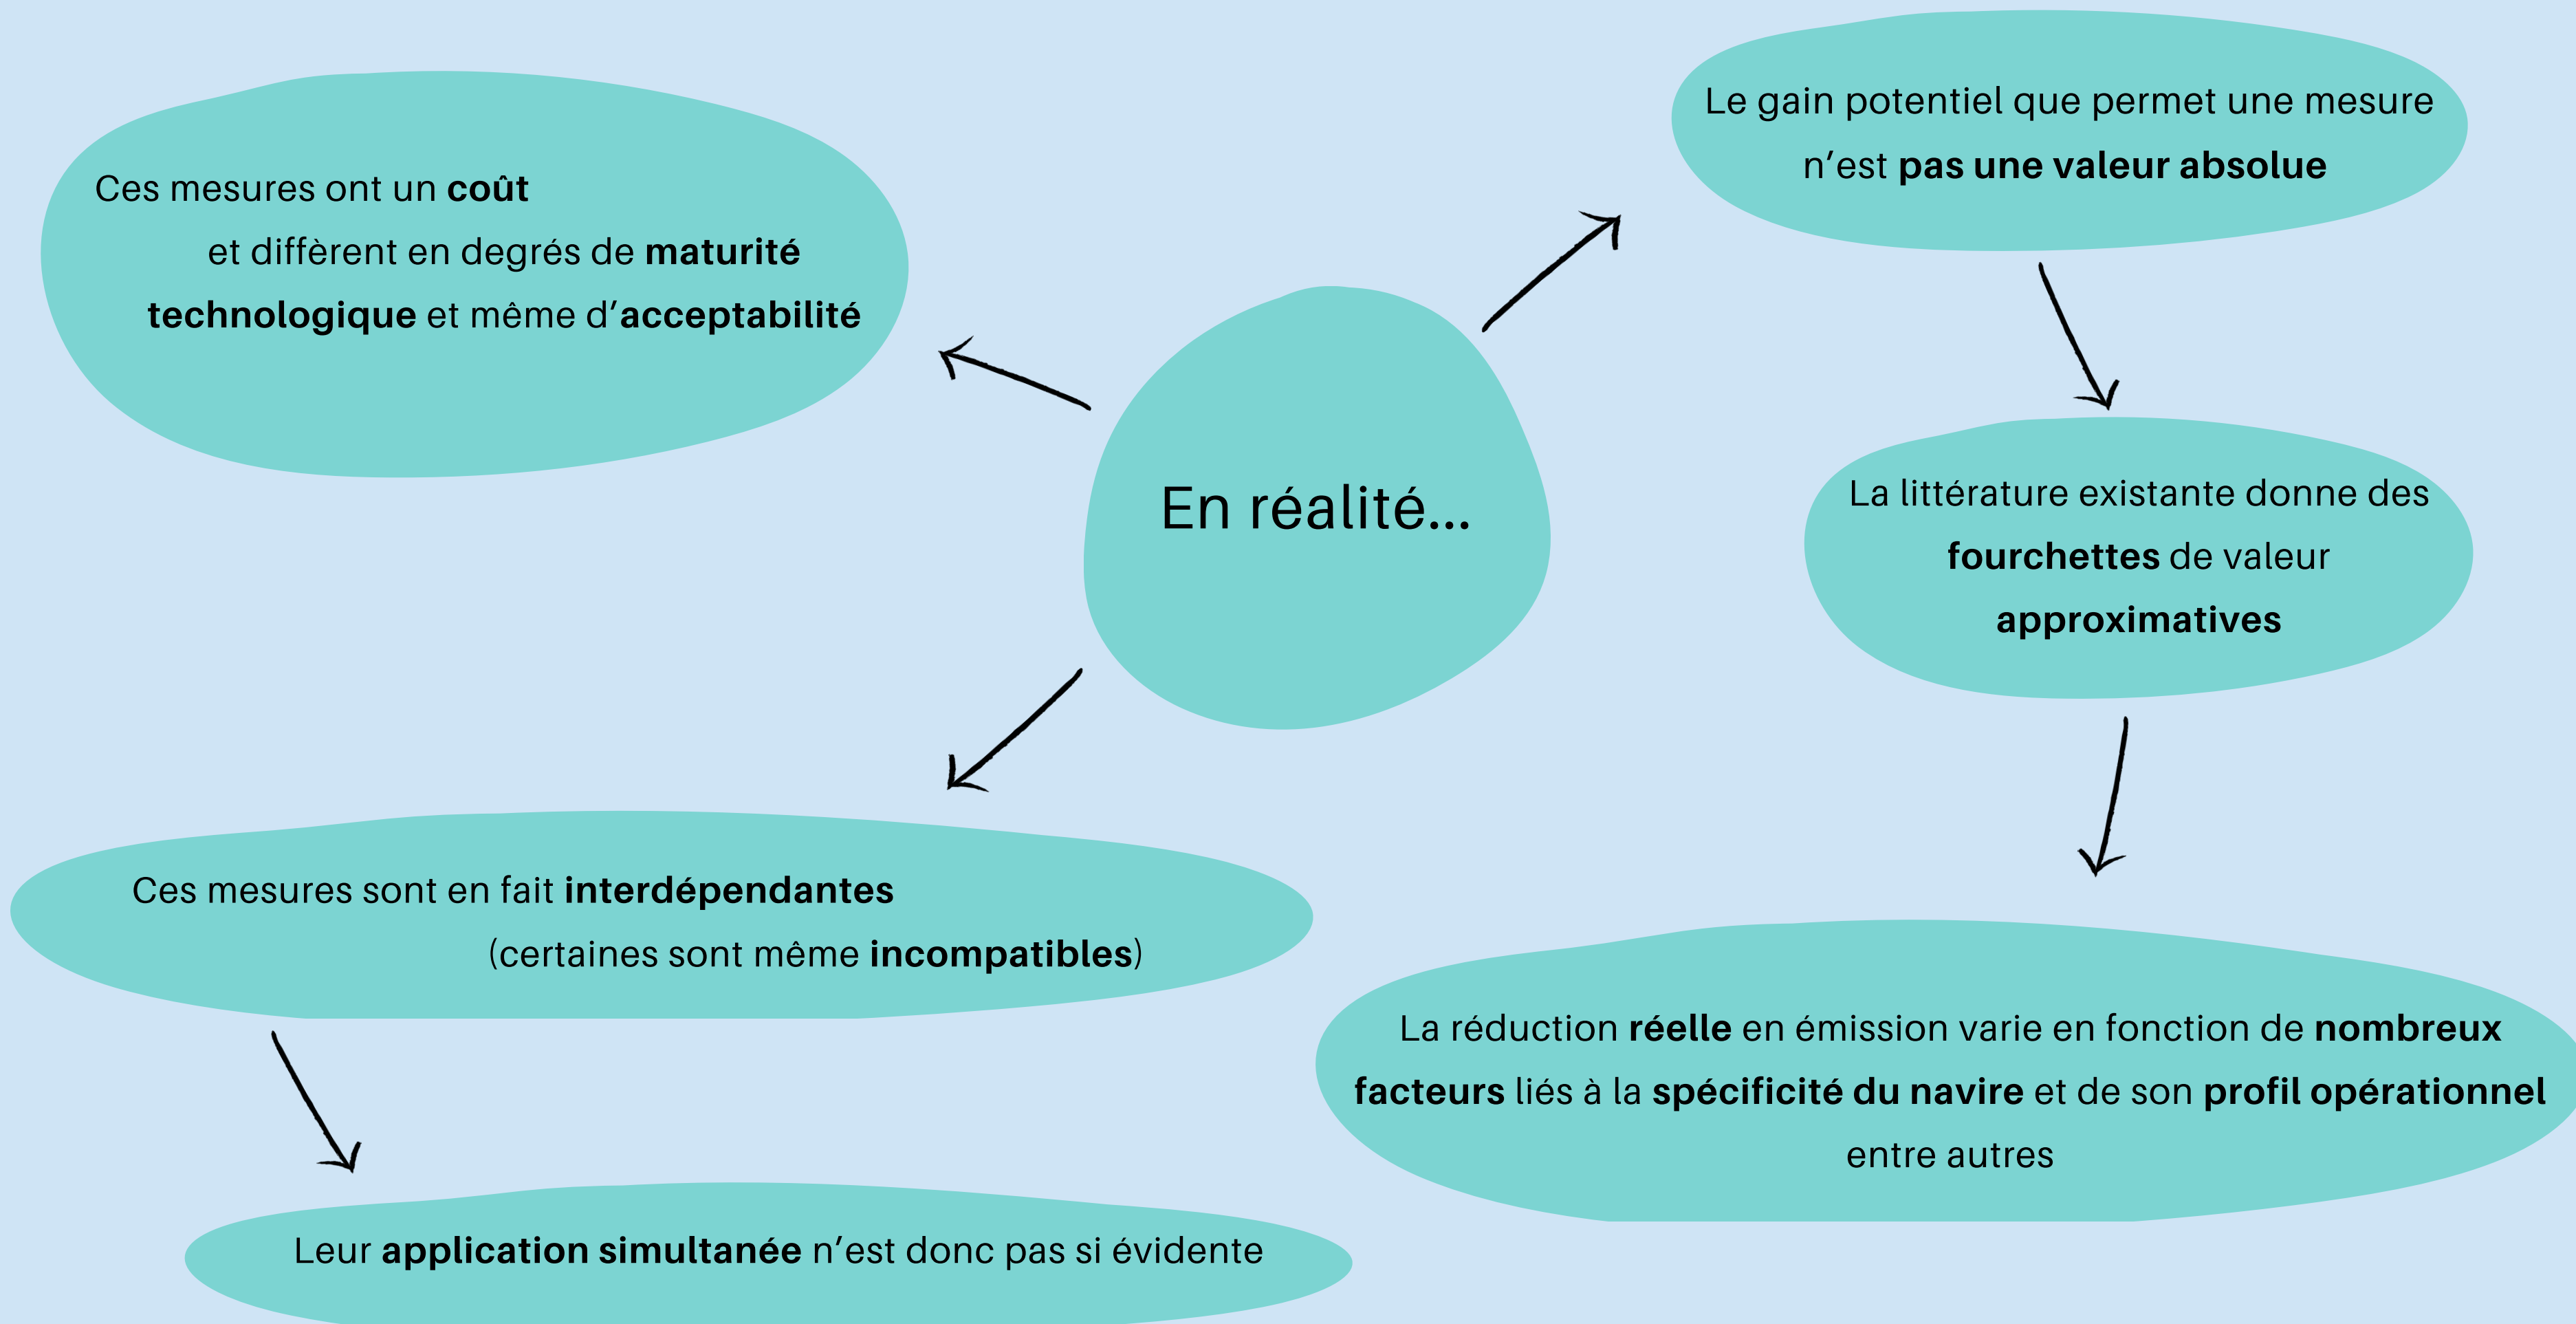 Ces mesures ont un coût
et diffèrent en degrés de maturité
technologique et même d’acceptabilité
En réalité...
Le gain potentiel que permet une mesure
n’est pas une valeur absolue
La littérature existante donne des
fourchettes de valeur
approximatives
La réduction réelle en émission varie en fonction de nombreux
facteurs liés à la spécificité du navire et de son profil opérationnel
entre autres
Ces mesures sont en fait interdépendantes
(certaines sont même incompatibles)
Leur application simultanée n’est donc pas si évidente